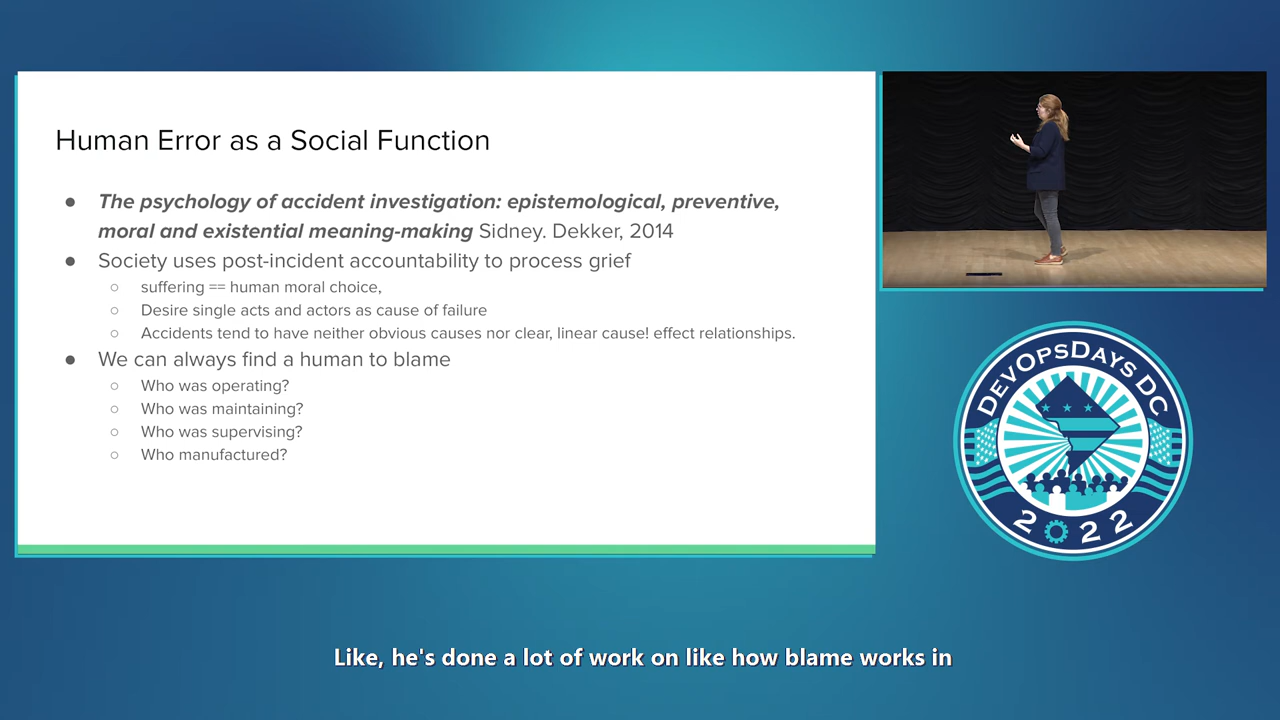 Human Error as a Social Function
● The psychology of accident investigation: epistemological, preventive,
moral and existential meaning-making Sidney. Dekker, 2014
● Society uses post-incident accountability to process grief
○ suffering == human moral choice,
○ Desire single acts and actors as cause of failure
○ Accidents tend to have neither obvious causes nor clear, linear cause! effect relationships.
● We can always find a human to blame
○ Who was operating?
○ Who was maintaining?
○ Who was supervising?
○ Who manufactured?
DEVOPSDAYS DC
2022
Like, he's done a lot of work on like how blame works in